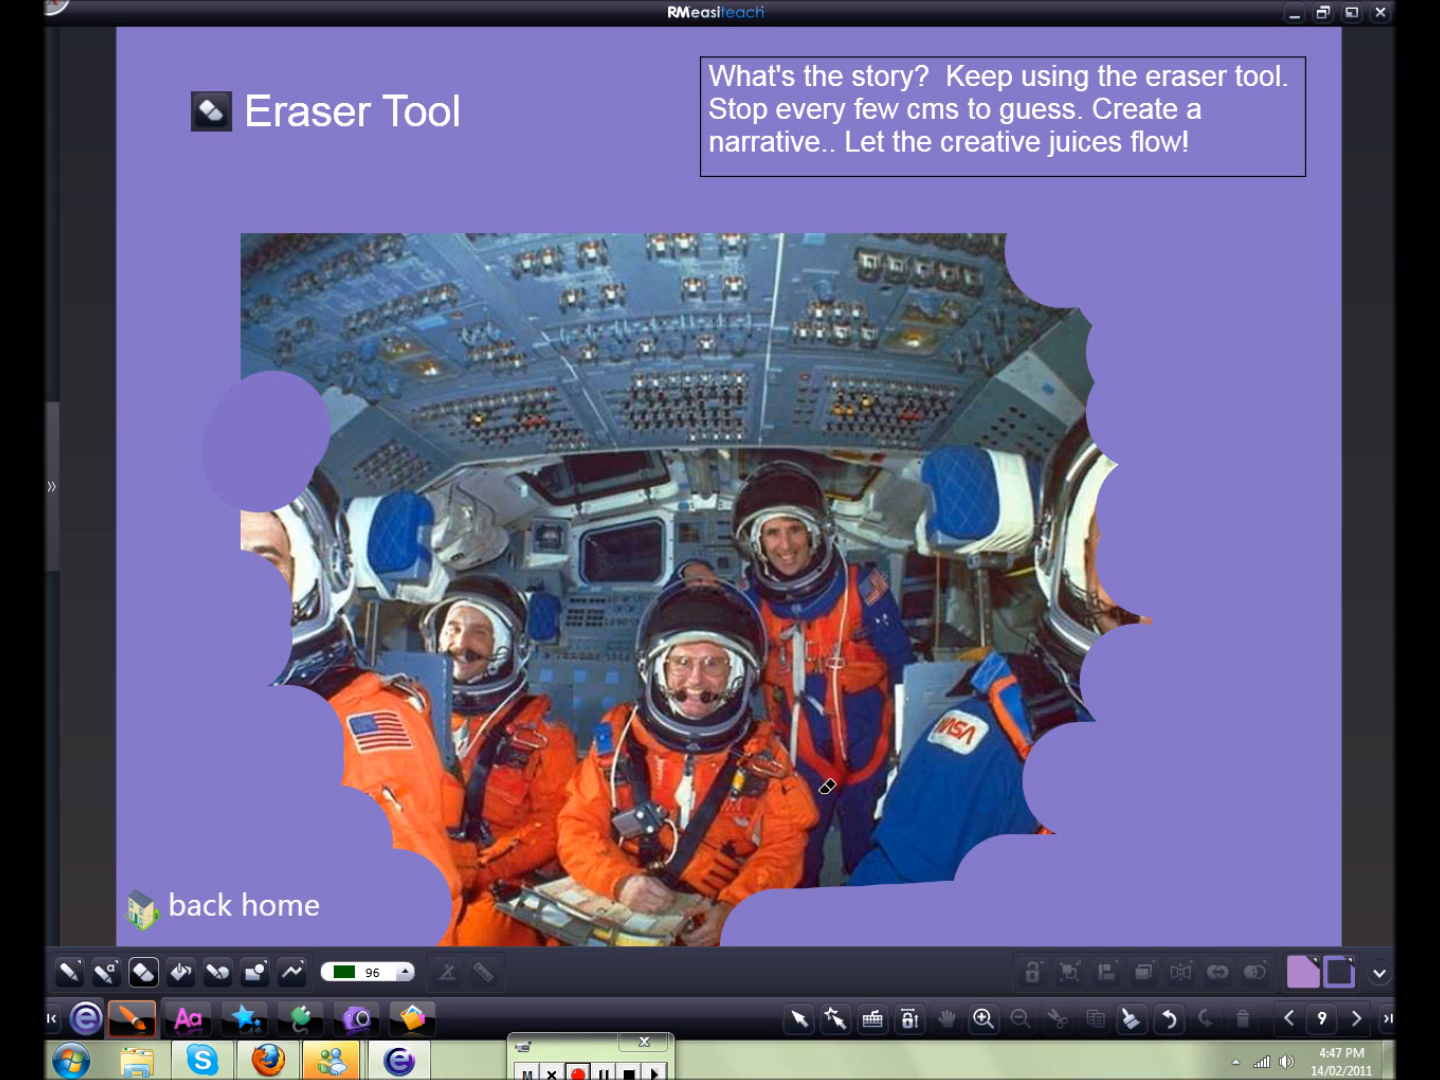 RMeasiteach
Eraser Tool
What's the story?  Keep using the eraser tool.
Stop every few cms to guess. Create a
narrative.. Let the creative juices flow!
NASA
back home
96
Aa
9
M
4:47 PM
14/02/2011